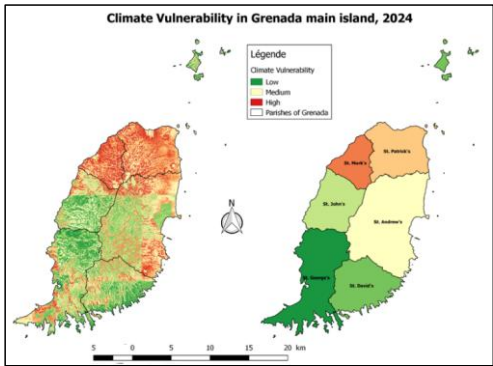 Climate Vulnerability in Grenada main island, 2024
Légende
Climate Vulnerability
Low
Medium
High
Parishes of Grenada
St. Patrick's
St. Mark's
St. John's
St. Andrew's
St. George's
St. David's
N
5 0 5 10 15 20 km